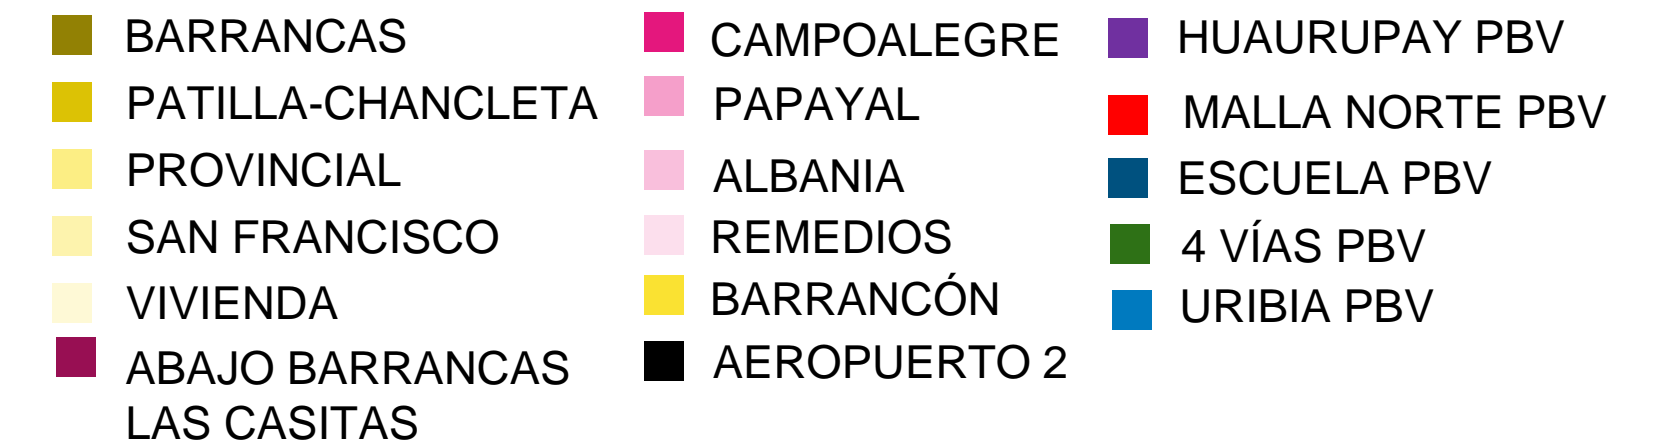 BARRANCAS
PATILLA-CHANCLETA
PROVINCIAL
SAN FRANCISCO
VIVIENDA
ABAJO BARRANCAS
LAS CASITAS
CAMPOALEGRE
PAPAYAL
ALBANIA
REMEDIOS
BARRANCÓN
AEROPUERTO 2
HUAURUPAY PBV
MALLA NORTE PBV
ESCUELA PBV
4 VÍAS PBV
URIBIA PBV